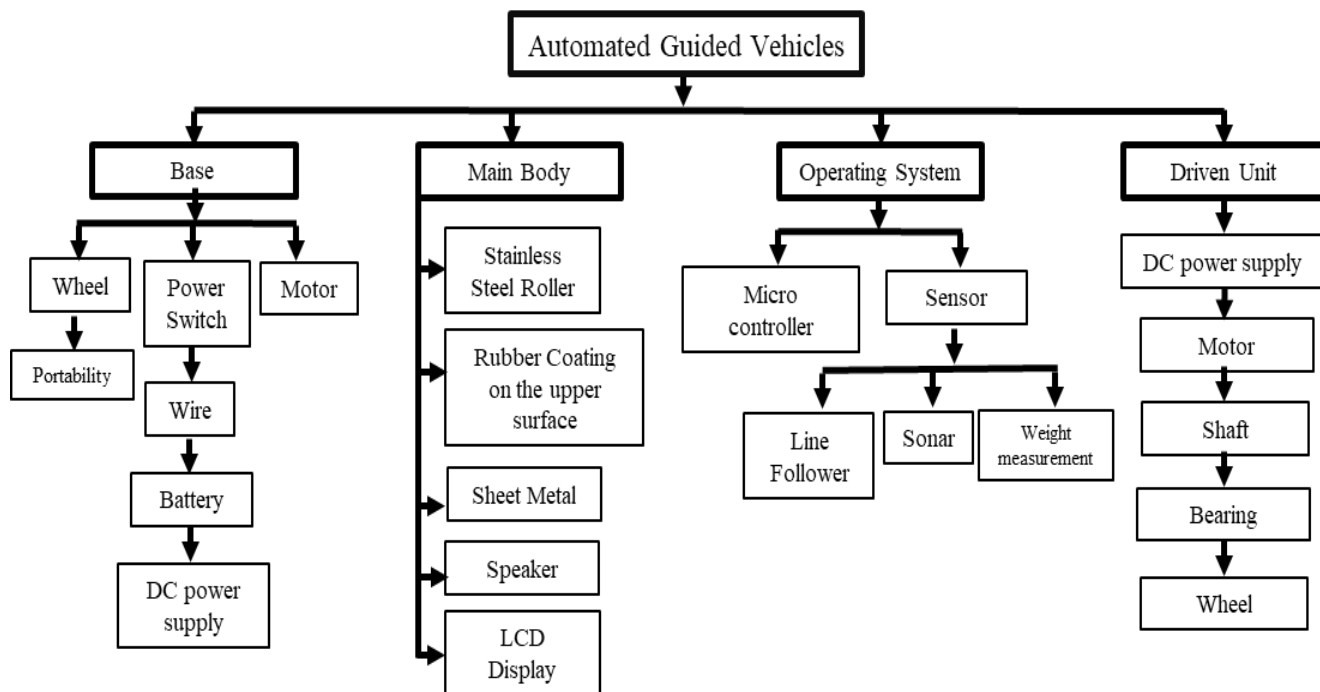 Automated Guided Vehicles
Base
Main Body
Operating System
Driven Unit
Wheel
Portability
Power
Switch
Wire
Battery
DC power
supply
Motor
Stainless
Steel Roller
Rubber Coating
on the upper
surface
Sheet Metal
Speaker
LCD
Display
Micro
controller
Sensor
Line
Follower
Sonar
Weight
measurement
DC power supply
Motor
Shaft
Bearing
Wheel